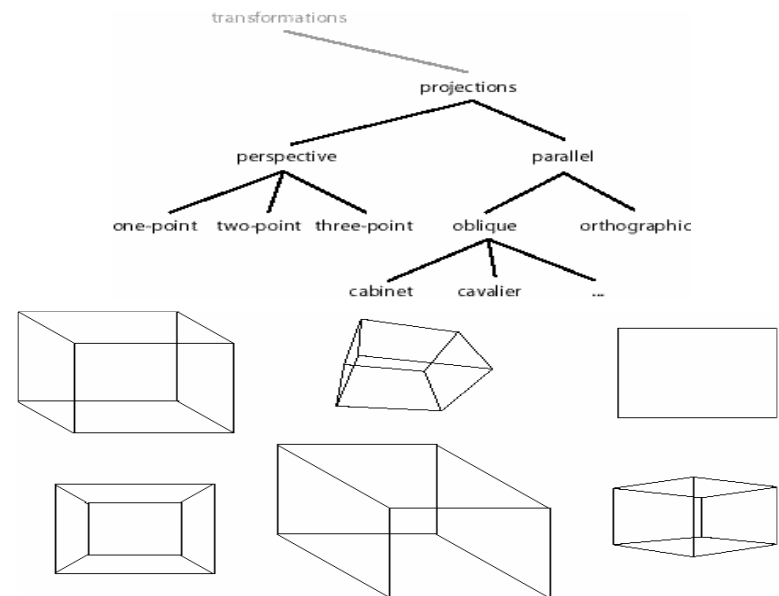 transformations
projections
perspective parallel
one-point two-point three-point oblique orthographic
cabinet cavalier ...